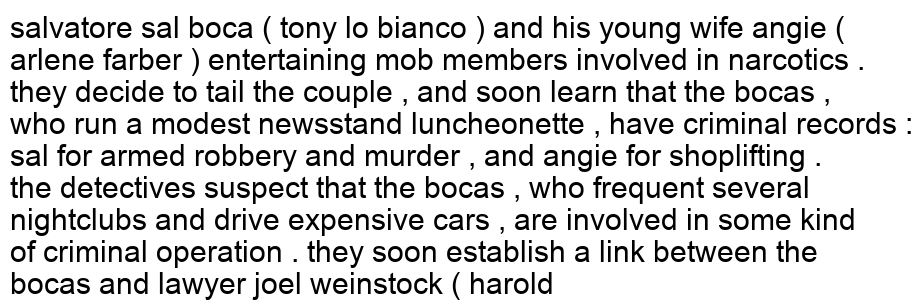 salvatore sal boca ( tony lo bianco ) and his young wife angie (
arlene farber ) entertaining mob members involved in narcotics .
they decide to tail the couple , and soon learn that the bocas ,
who run a modest newsstand luncheonette , have criminal records :
sal for armed robbery and murder , and angie for shoplifting .
the detectives suspect that the bocas , who frequent several
nightclubs and drive expensive cars , are involved in some kind
of criminal operation . they soon establish a link between the
bocas and lawyer joel weinstock ( harold